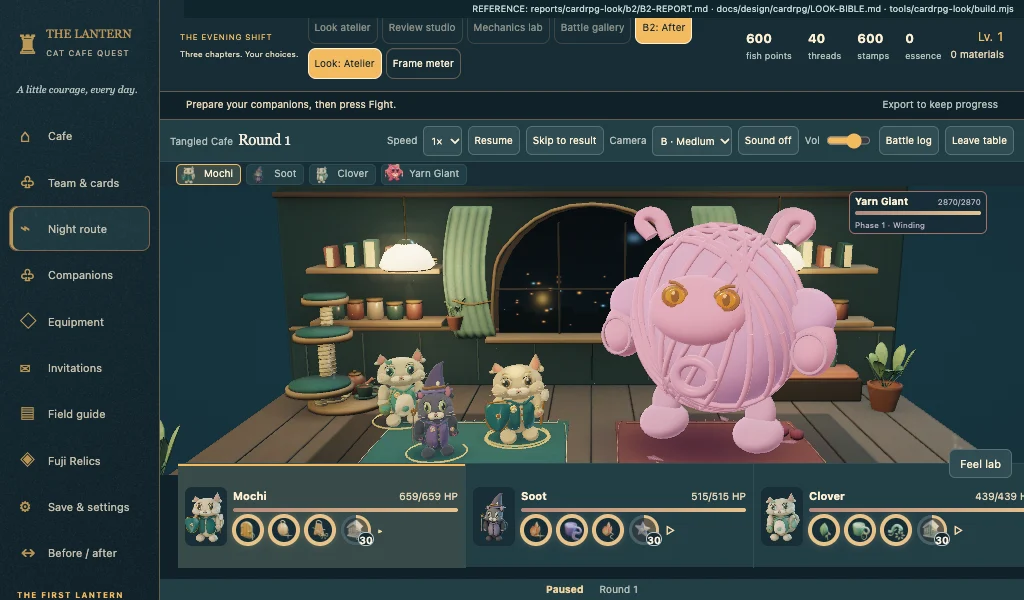 REFERENCE: reports/cardrpg-look/b2/B2-REPORT.md · docs/design/cardrpg/LOOK-BIBLE.md · tools/cardrpg-look/build.mjs
THE LANTERN
CAT CAFE QUEST
A little courage, every day.
Cafe
Team & cards
Night route
Companions
Equipment
Invitations
Field guide
Fuji Relics
Save & settings
Before / after
THE FIRST LANTERN
THE EVENING SHIFT
Three chapters. Your choices.
Look atelier
Review studio
Mechanics lab
Battle gallery
B2: After
Look: Atelier
Frame meter
600
fish points
40
threads
600
stamps
0
essence
Lv. 1
0 materials
Prepare your companions, then press Fight.
Export to keep progress
Tangled Cafe Round 1
Speed
1x
Resume
Skip to result
Camera
B · Medium
Sound off
Vol
Battle log
Leave table
Mochi
Soot
Clover
Yarn Giant
Yarn Giant 2870/2870
Phase 1 · Winding
Feel lab
Mochi 659/659 HP
30
Soot 515/515 HP
30
Clover 439/439 H
30
Paused Round 1